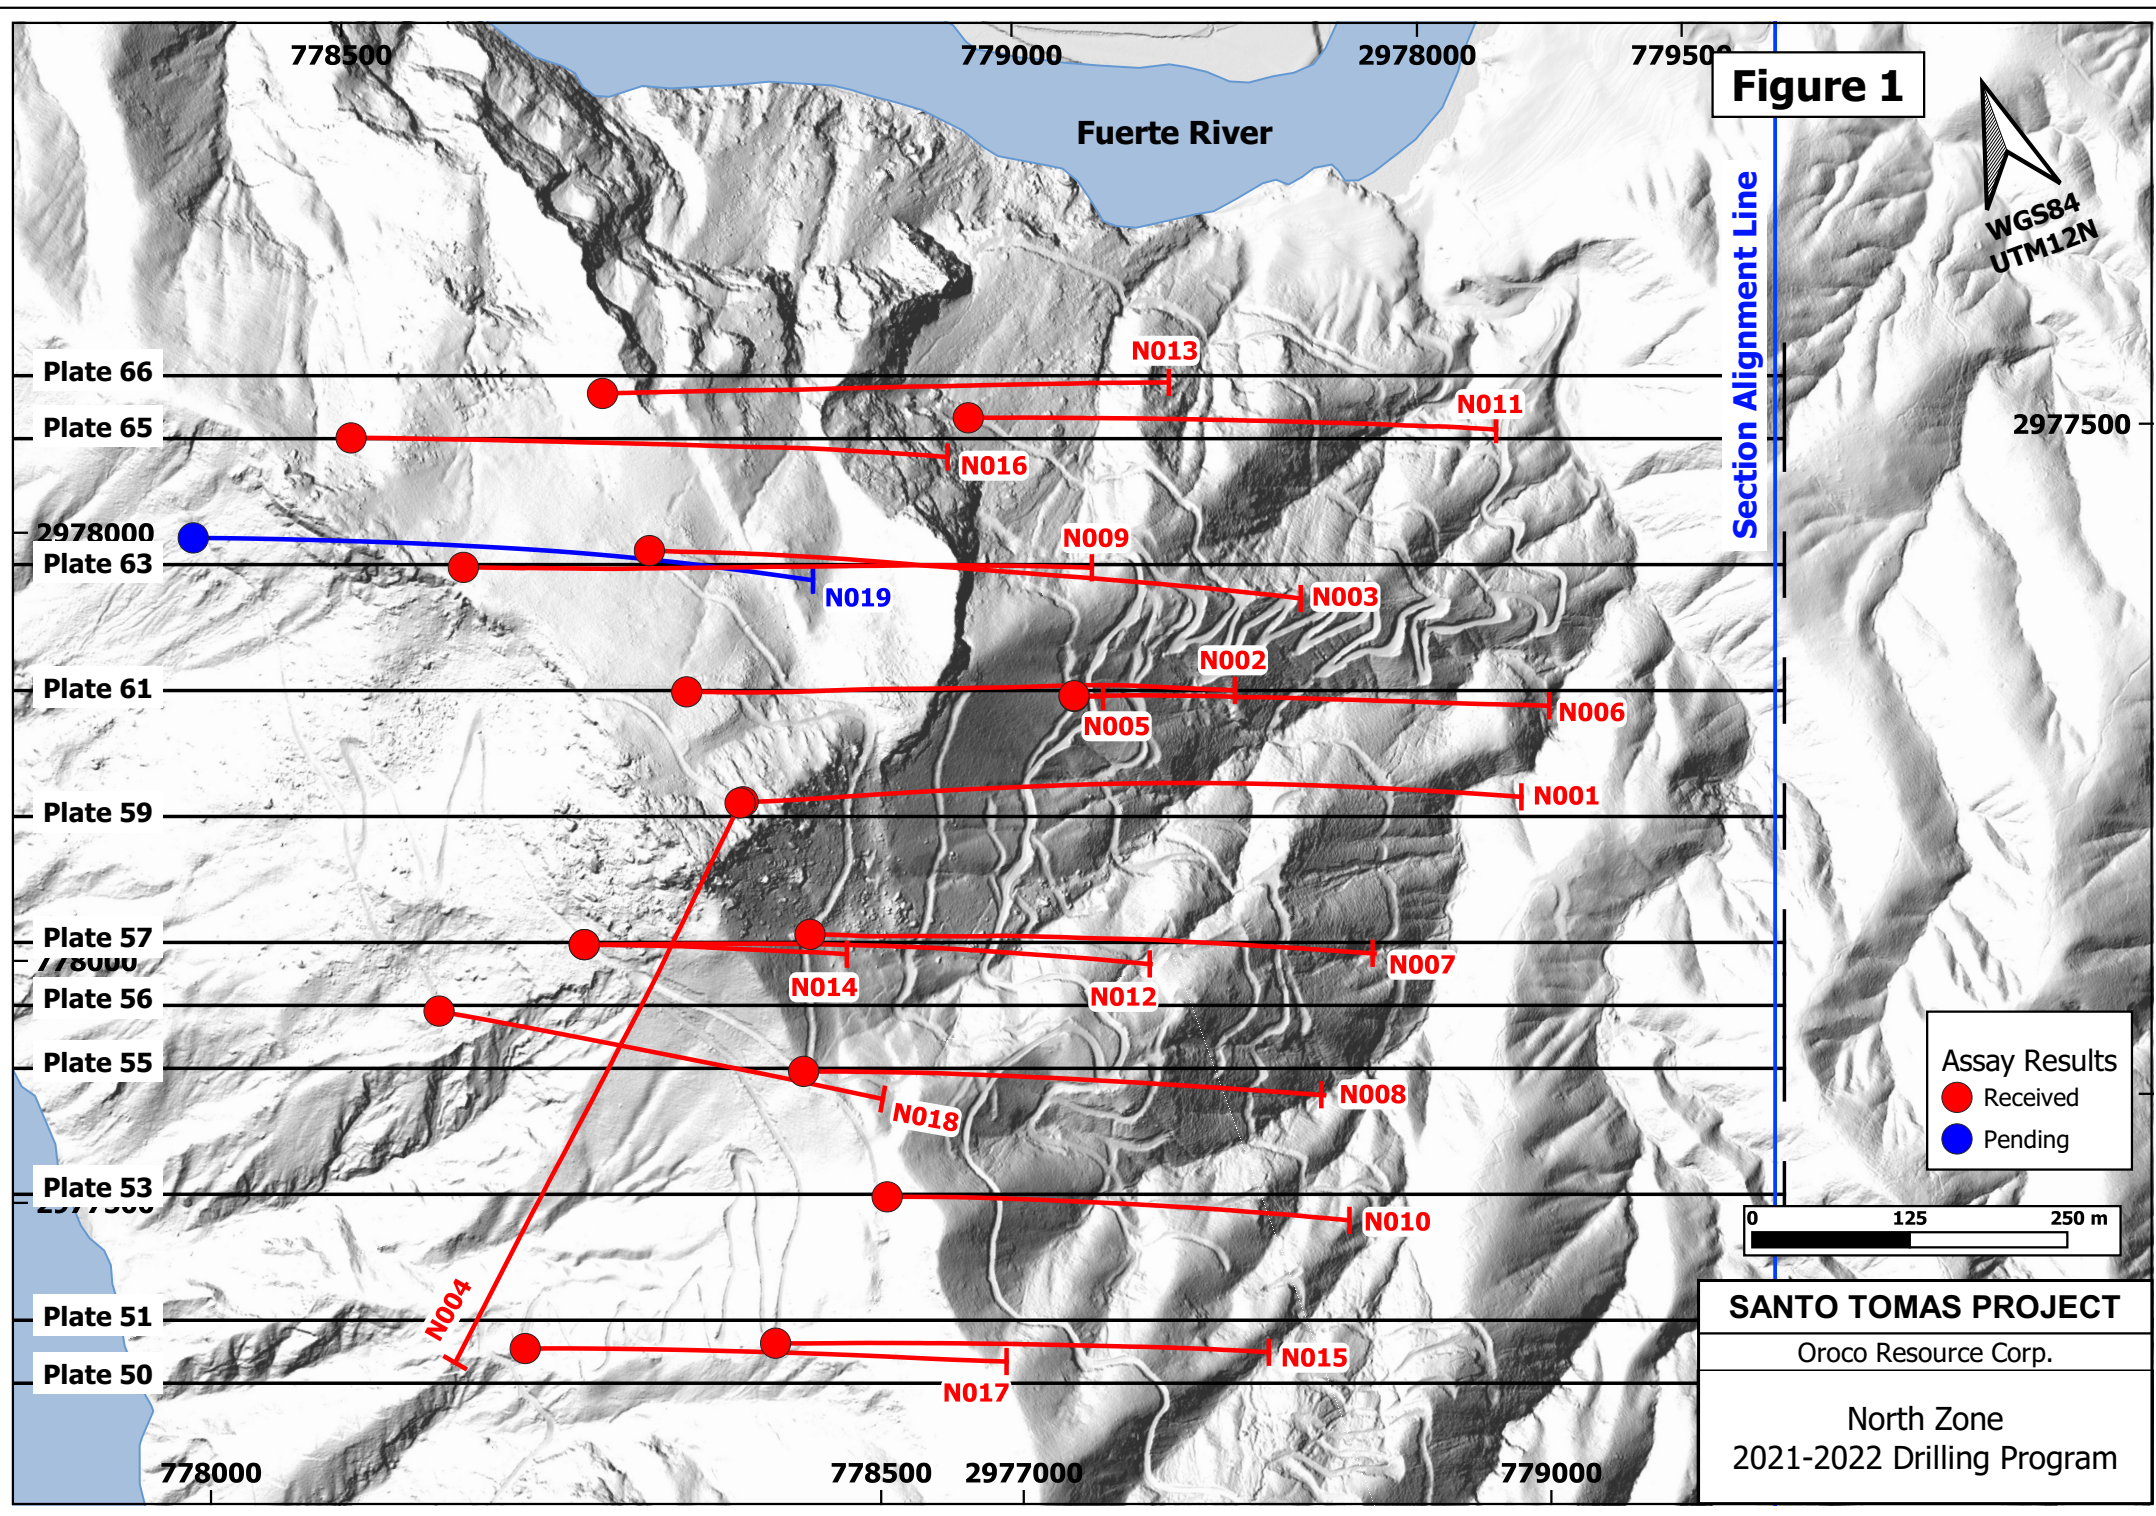 778500
779000
2978000
77950
Figure 1
Fuerte River
WGS84
UTM12N
Section Alignment Line
N013
Plate 66
N011
Plate 65
2977500
N016
2978000
N009
Plate 63
N019
N003
N002
Plate 61
N005
N006
N001
Plate 59
Plate 57
778000
N007
N014
N012
Plate 56
Assay Results
Plate 55
Received
N008
N018
Pending
Plate 53
2977500
N010
0 125 250 m
N004
Plate 51
SANTO TOMAS PROJECT
Oroco Resource Corp.
N015
Plate 50
N017
North Zone
2021-2022 Drilling Program
778000
778500
2977000
779000